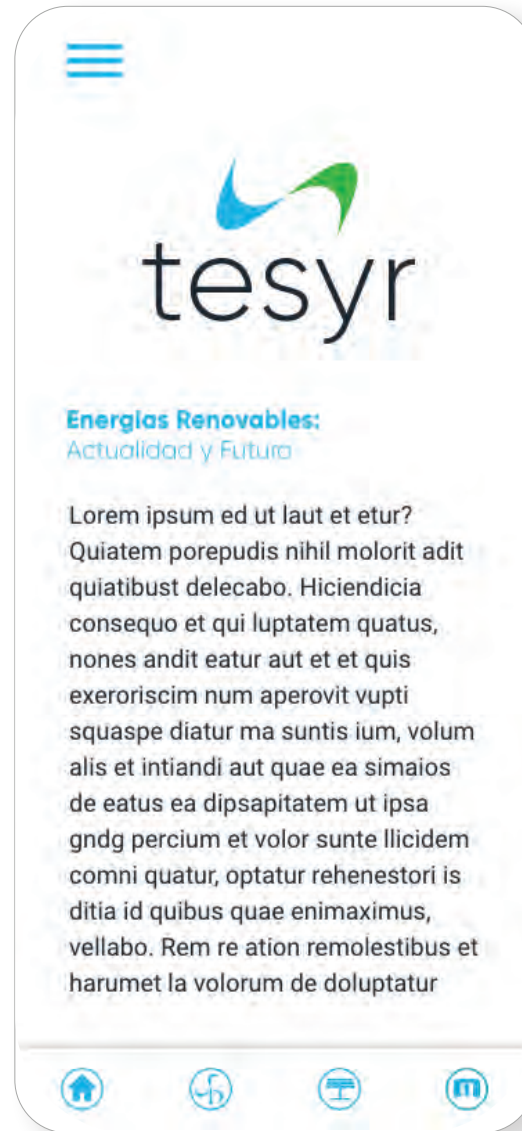 tesyr
Energias Renovables:
Actualidad y Futuro
Lorem ipsum ed ut laut et etur?
Quiatem porepudis nihil molorit adit
quiatibust delecabo. Hiciendicia
consequo et qui luptatem quatus,
nones andit eatur aut et et quis
exeroriscim num aperovit vupti
squaspe diatur ma suntis ium, volum
alis et intiandi aut quae ea simaios
de eatus ea dipsapitatem ut ipsa
gndg percium et volor sunte llicidem
comni quatur, optatur rehenestori is
ditia id quibus quae enimaximus,
vellabo. Rem re ation remolestibus et
harumet la volorum de doluptatur